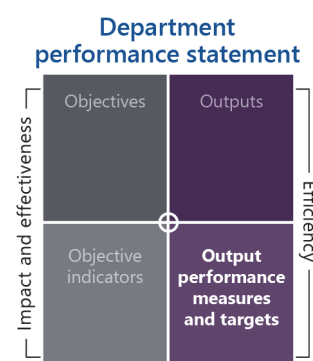 Department
performance statement
Objectives
Outputs
Impact and effectiveness
Efficiency
Objective
indicators
Output
performance
measures
and targets